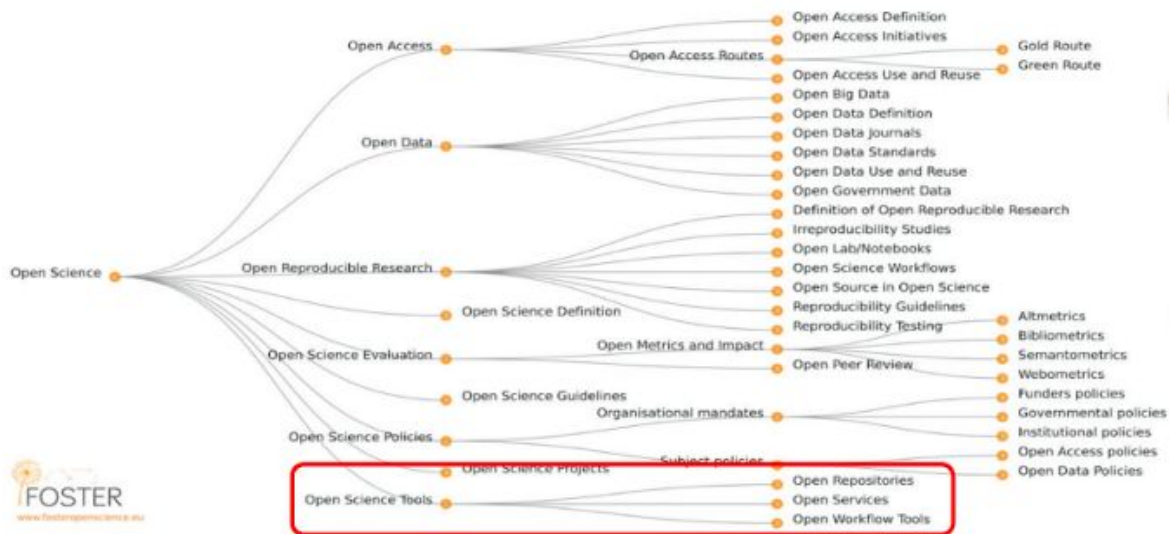 Open Science
Open Access
Open Access Definition
Open Access Initiatives
Open Access Routes
Gold Route
Green Route
Open Access Use and Reuse
Open Data
Open Big Data
Open Data Definition
Open Data Journals
Open Data Standards
Open Data Use and Reuse
Open Government Data
Open Reproducible Research
Definition of Open Reproducible Research
Irreproducibility Studies
Open Lab/Notebooks
Open Science Workflows
Open Source in Open Science
Reproducibility Guidelines
Reproducibility Testing
Open Science Definition
Open Science Evaluation
Open Metrics and Impact
Altmetrics
Bibliometrics
Semantometrics
Webometrics
Open Peer Review
Open Science Guidelines
Open Science Policies
Organisational mandates
Funders policies
Governmental policies
Institutional policies
Subject policies
Open Access policies
Open Data Policies
Open Science Projects
Open Science Tools
Open Repositories
Open Services
Open Workflow Tools
FOSTER
www.fosteropenscience.eu